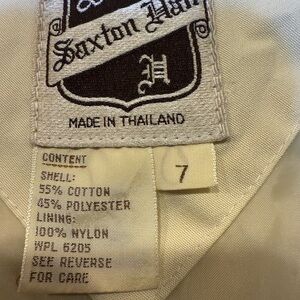 Saxton Hall
H
MADE IN THAILAND
CONTENT
7
SHELL:
55% COTTON
45% POLYESTER
LINING:
100% NYLON
WPL 6205
SEE REVERSE
FOR CARE